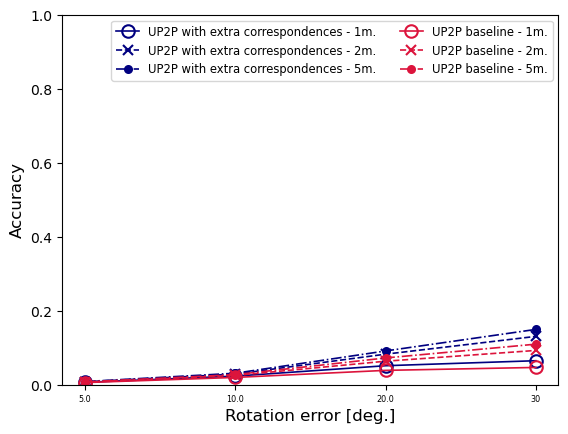 UP2P with extra correspondences - 1m.
UP2P with extra correspondences - 2m.
UP2P with extra correspondences - 5m.
UP2P baseline - 1m.
UP2P baseline - 2m.
UP2P baseline - 5m.
1.0
0.8
0.6
0.4
0.2
0.0
Accuracy
5.0 10.0 20.0 30
Rotation error [deg.]